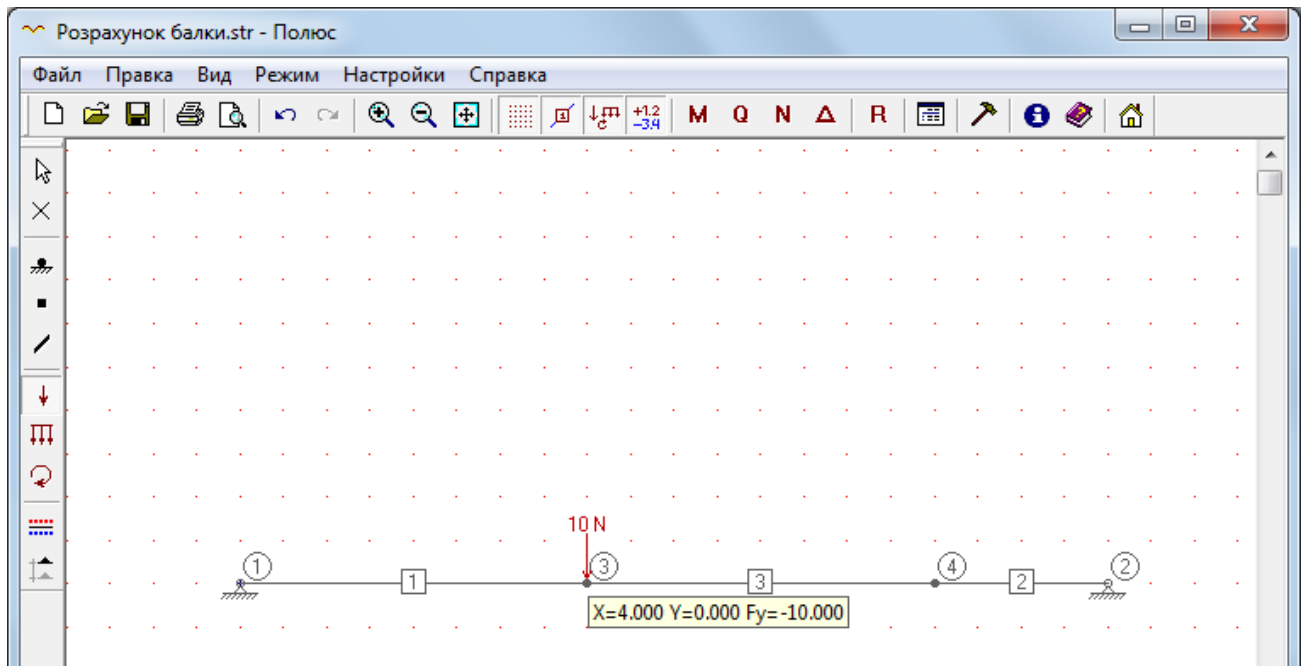 Розрахунок балки.str - Полюс
Файл Правка Вид Режим Настройки Справка
1 C +1.2 -3.4 M Q N Δ R
10 N
1 3 4 2
1 3 2
X=4.000 Y=0.000 Fy=-10.000